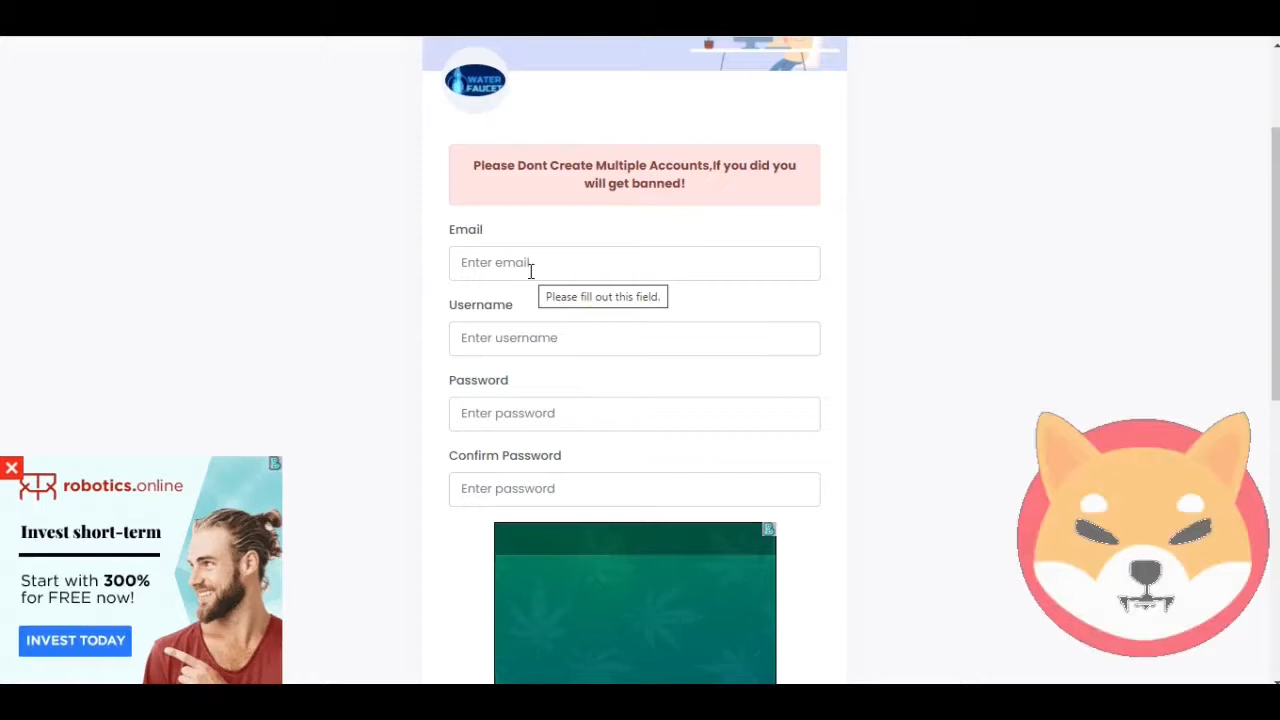 WATER
FAUCET
Please Dont Create Multiple Accounts,If you did you
will get banned!
Email
Enter email
Please fill out this field.
Username
Enter username
Password
Enter password
Confirm Password
Enter password
robotics.online
Invest short-term
Start with 300%
for FREE now!
INVEST TODAY